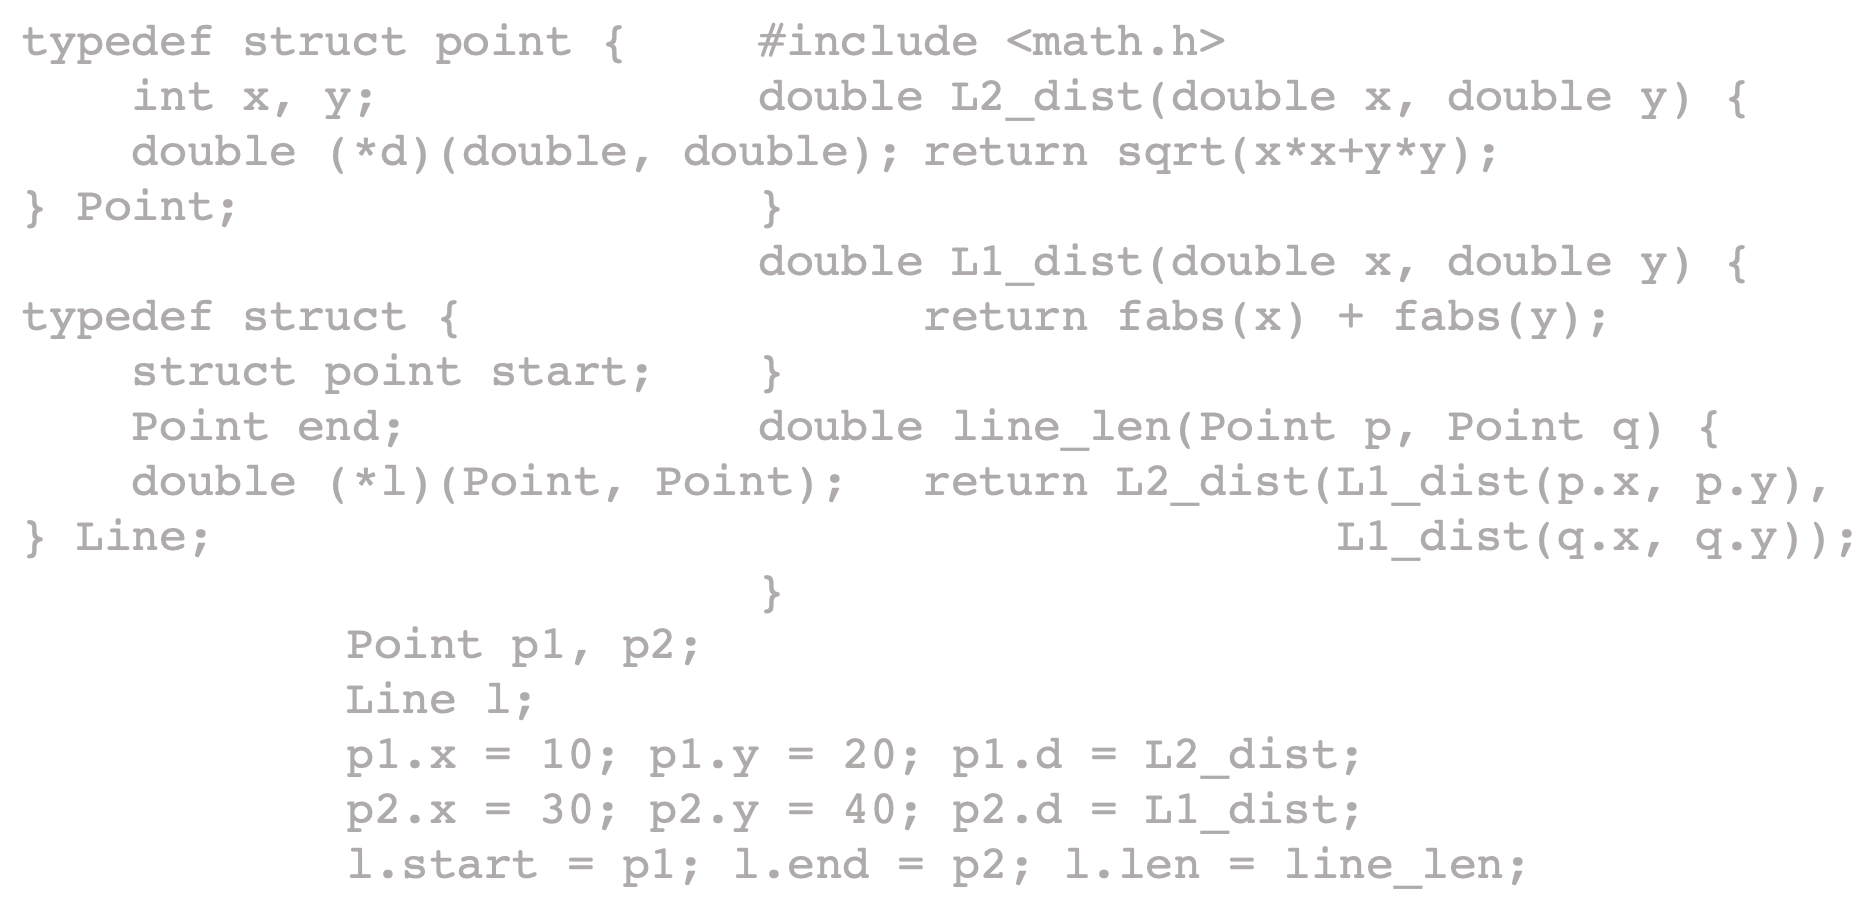 typedef struct point {
    int x, y;
    double (*d)(double, double);
} Point;

typedef struct {
    struct point start;
    Point end;
    double (*l)(Point, Point);
} Line;

#include <math.h>
double L2_dist(double x, double y) {
      return sqrt(x*x+y*y);
}
double L1_dist(double x, double y) {
      return fabs(x) + fabs(y);
}
double line_len(Point p, Point q) {
      return L2_dist(L1_dist(p.x, p.y),
                     L1_dist(q.x, q.y));
}
Point p1, p2;
Line l;
p1.x = 10; p1.y = 20; p1.d = L2_dist;
p2.x = 30; p2.y = 40; p2.d = L1_dist;
l.start = p1; l.end = p2; l.len = line_len;